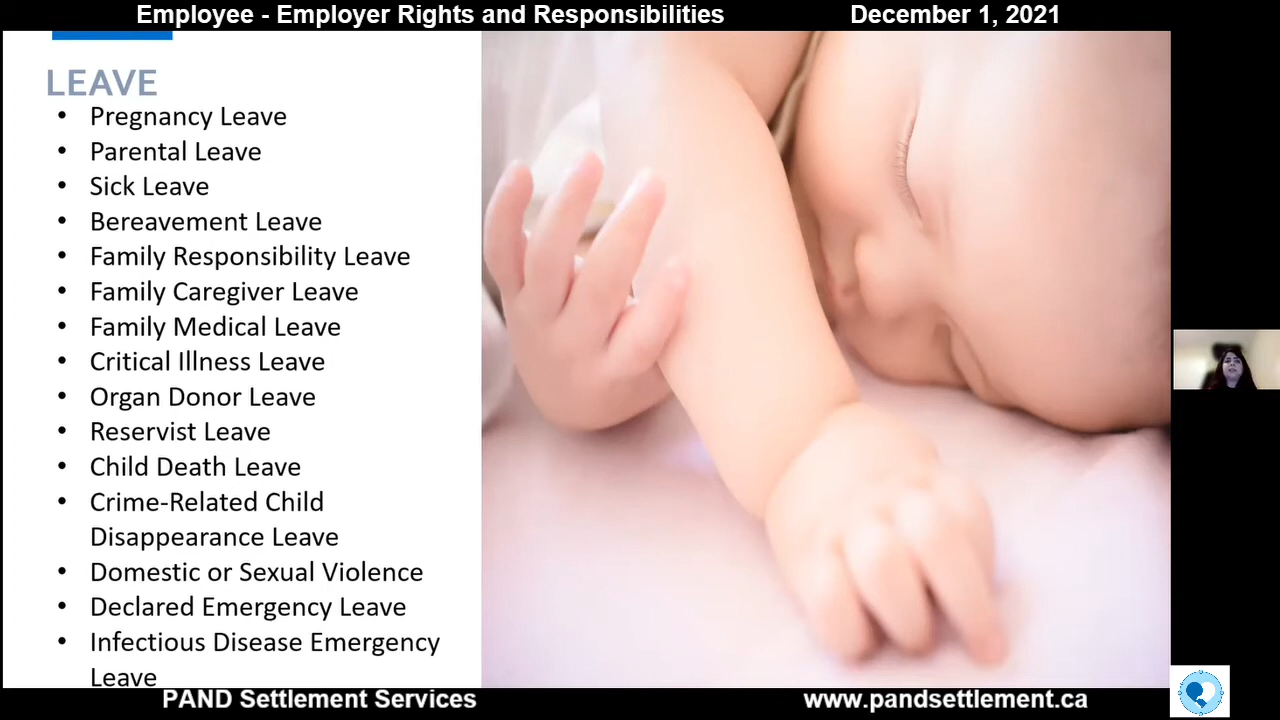 Employee - Employer Rights and Responsibilities December 1, 2021
LEAVE
• Pregnancy Leave
• Parental Leave
• Sick Leave
• Bereavement Leave
• Family Responsibility Leave
• Family Caregiver Leave
• Family Medical Leave
• Critical Illness Leave
• Organ Donor Leave
• Reservist Leave
• Child Death Leave
• Crime-Related Child
Disappearance Leave
• Domestic or Sexual Violence
• Declared Emergency Leave
• Infectious Disease Emergency
Leave
PAND Settlement Services www.pandsettlement.ca